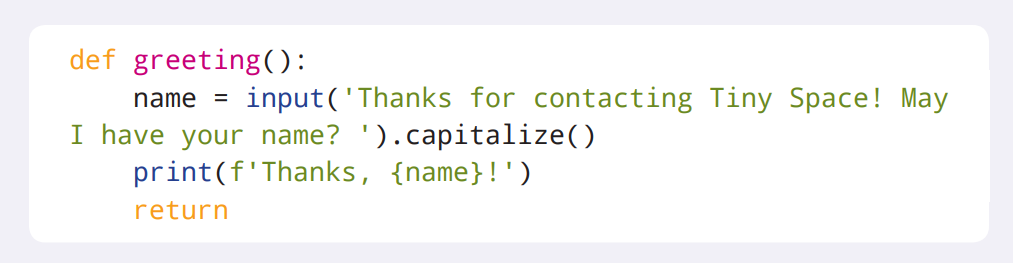 def greeting():
    name = input('Thanks for contacting Tiny Space! May
I have your name? ').capitalize()
    print(f'Thanks, {name}!')
    return